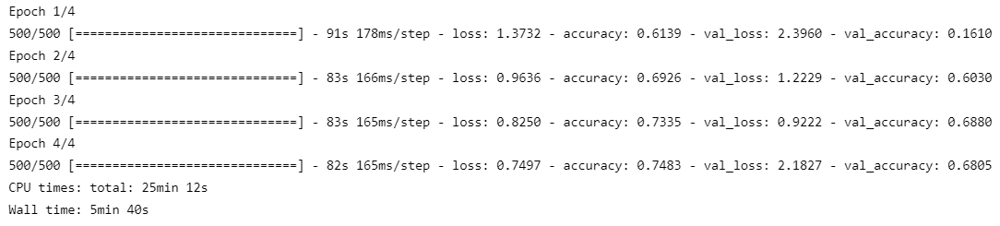 Epoch 1/4
500/500 [==============================] - 91s 178ms/step - loss: 1.3732 - accuracy: 0.6139 - val_loss: 2.3960 - val_accuracy: 0.1610
Epoch 2/4
500/500 [==============================] - 83s 166ms/step - loss: 0.9636 - accuracy: 0.6926 - val_loss: 1.2229 - val_accuracy: 0.6030
Epoch 3/4
500/500 [==============================] - 83s 165ms/step - loss: 0.8250 - accuracy: 0.7335 - val_loss: 0.9222 - val_accuracy: 0.6880
Epoch 4/4
500/500 [==============================] - 82s 165ms/step - loss: 0.7497 - accuracy: 0.7483 - val_loss: 2.1827 - val_accuracy: 0.6805
CPU times: total: 25min 12s
Wall time: 5min 40s